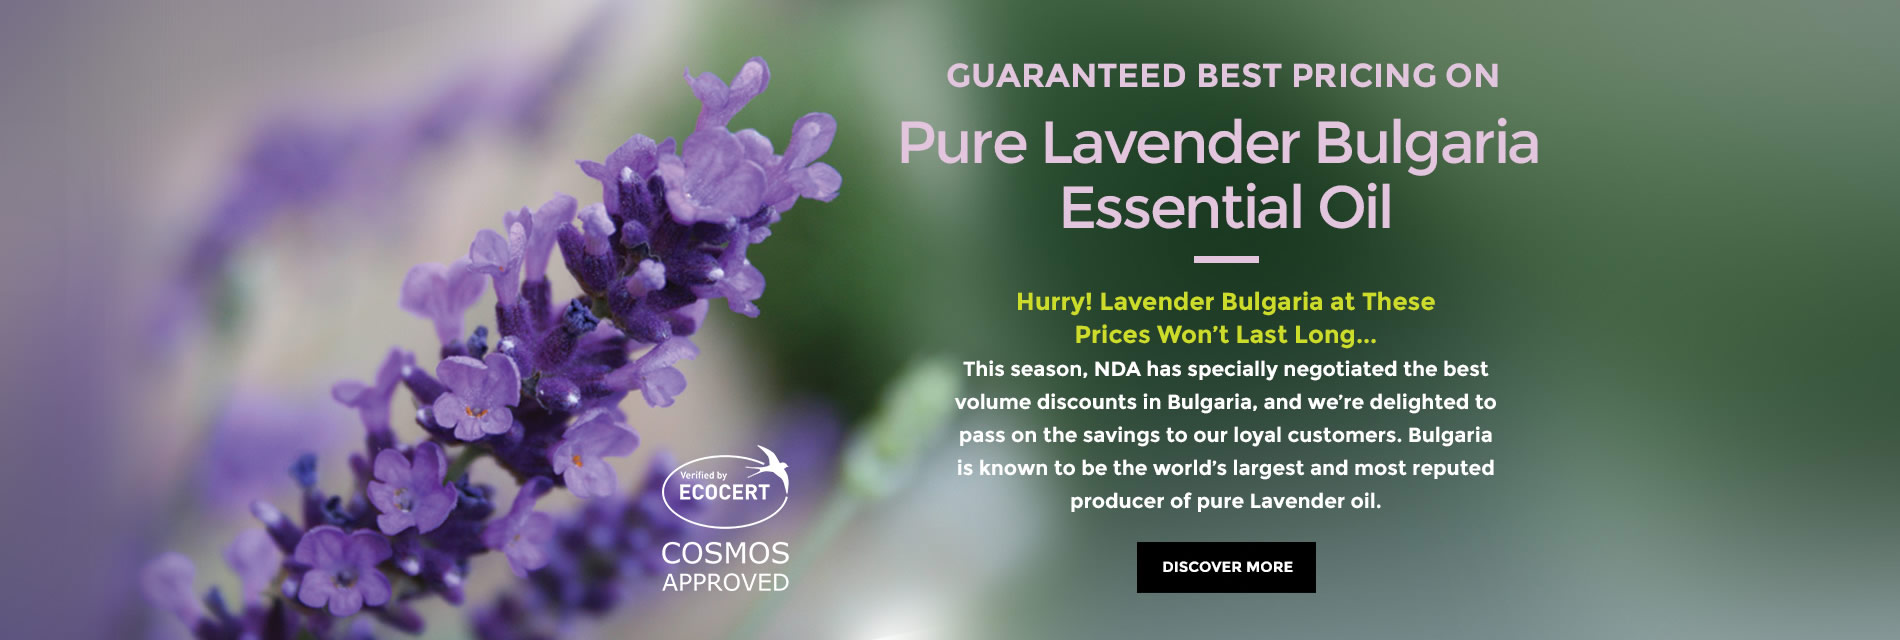 GUARANTEED BEST PRICING ON
Pure Lavender Bulgaria
Essential Oil
Hurry! Lavender Bulgaria at These
Prices Won’t Last Long...
This season, NDA has specially negotiated the best
volume discounts in Bulgaria, and we’re delighted to
pass on the savings to our loyal customers. Bulgaria
is known to be the world’s largest and most reputed
producer of pure Lavender oil.
DISCOVER MORE
Verified by
ECOCERT
COSMOS
APPROVED